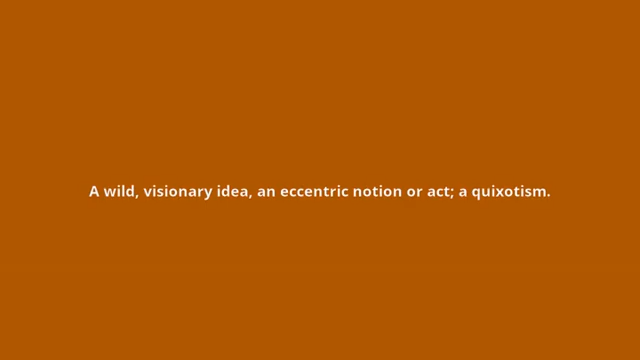 A wild, visionary idea, an eccentric notion or act; a quixotism.